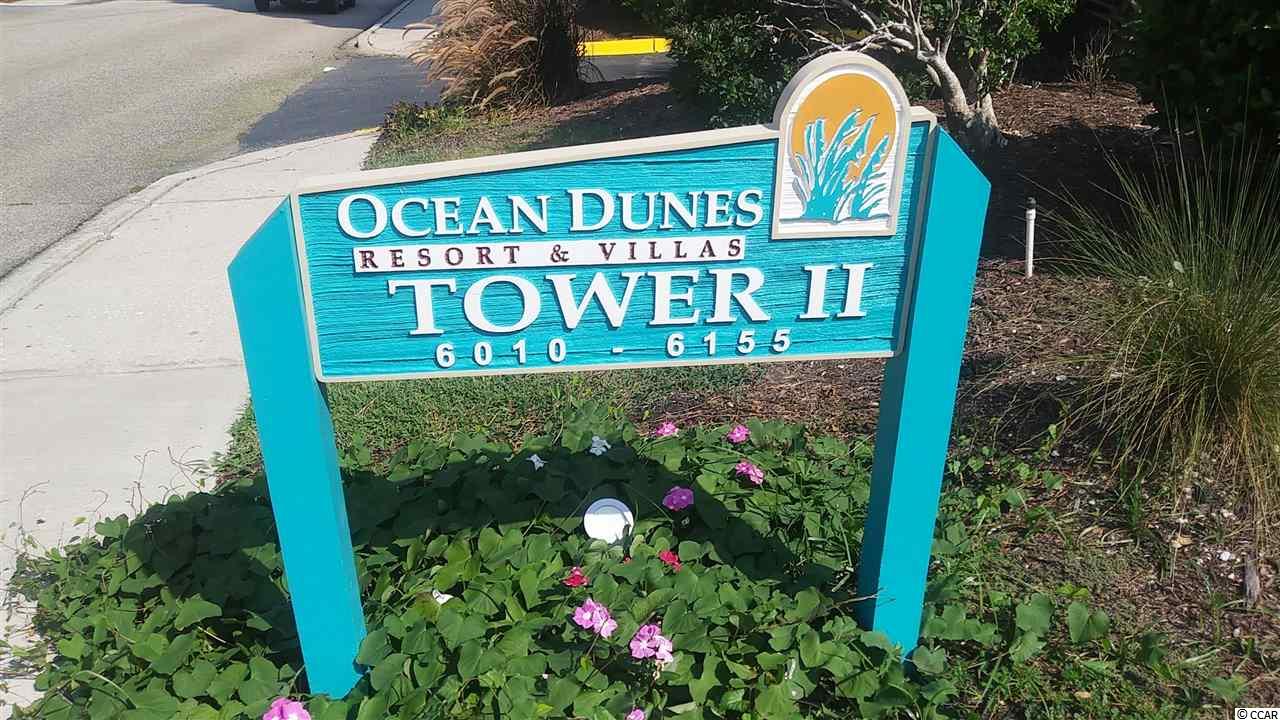 OCEAN DUNES
RESORT & VILLAS
TOWER II
6010 - 6155
© CCAR